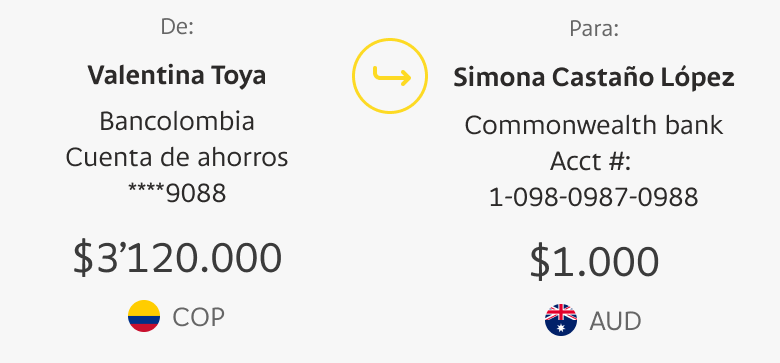 De:
Valentina Toya
Bancolombia
Cuenta de ahorros
****9088
$3’120.000
COP
Para:
Simona Castaño López
Commonwealth bank
Acct #:
1-098-0987-0988
$1.000
AUD